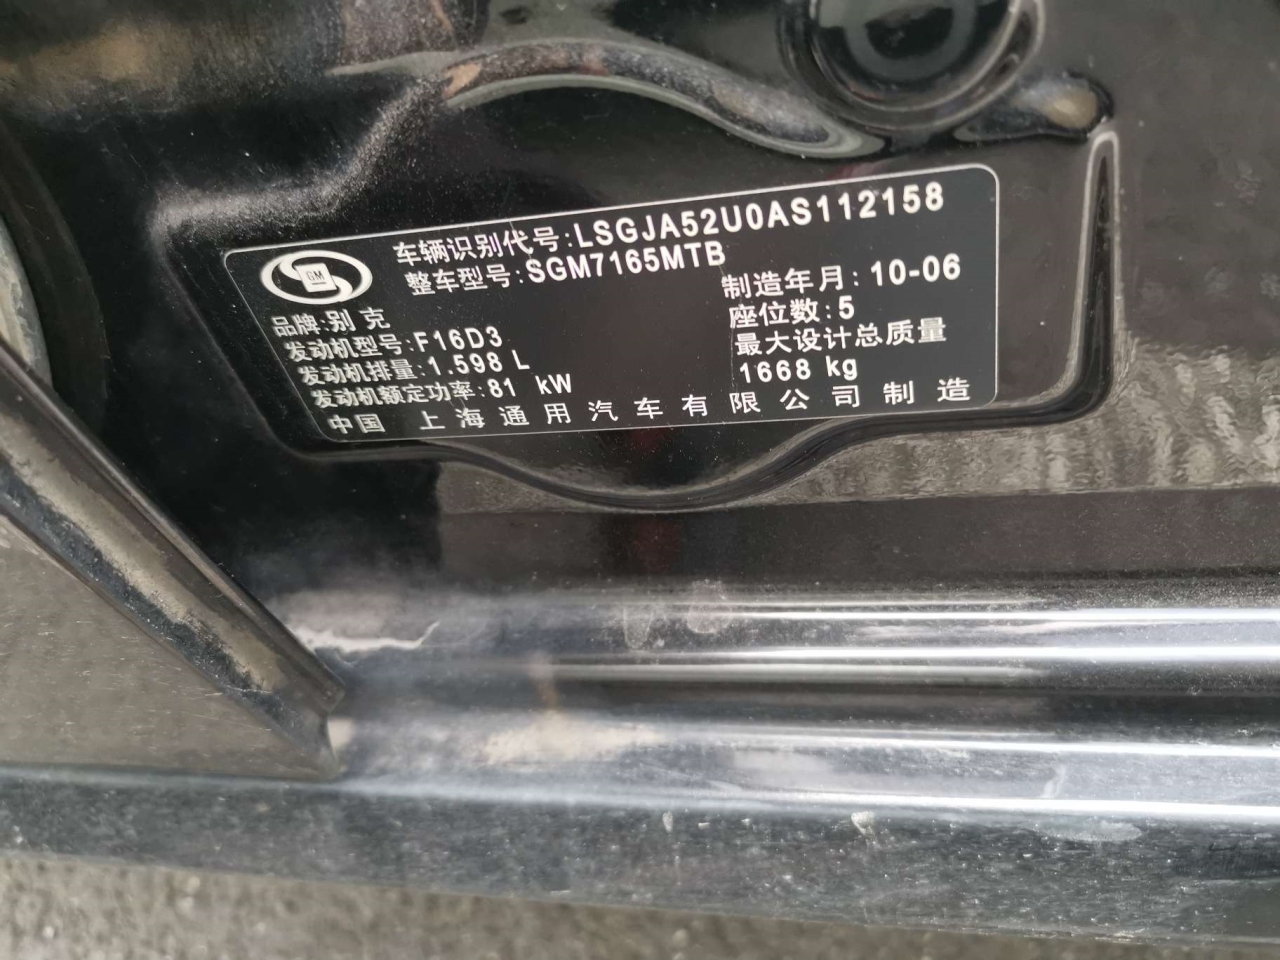 GM
车辆识别代号:LSGJA52U0AS112158
整车型号:SGM7165MTB
制造年月:10-06
品牌:别克
座位数:5
发动机型号:F16D3
最大设计总质量
发动机排量:1.598 L
1668 kg
发动机额定功率:81 kW
中国 上海通用汽车有限公司制造